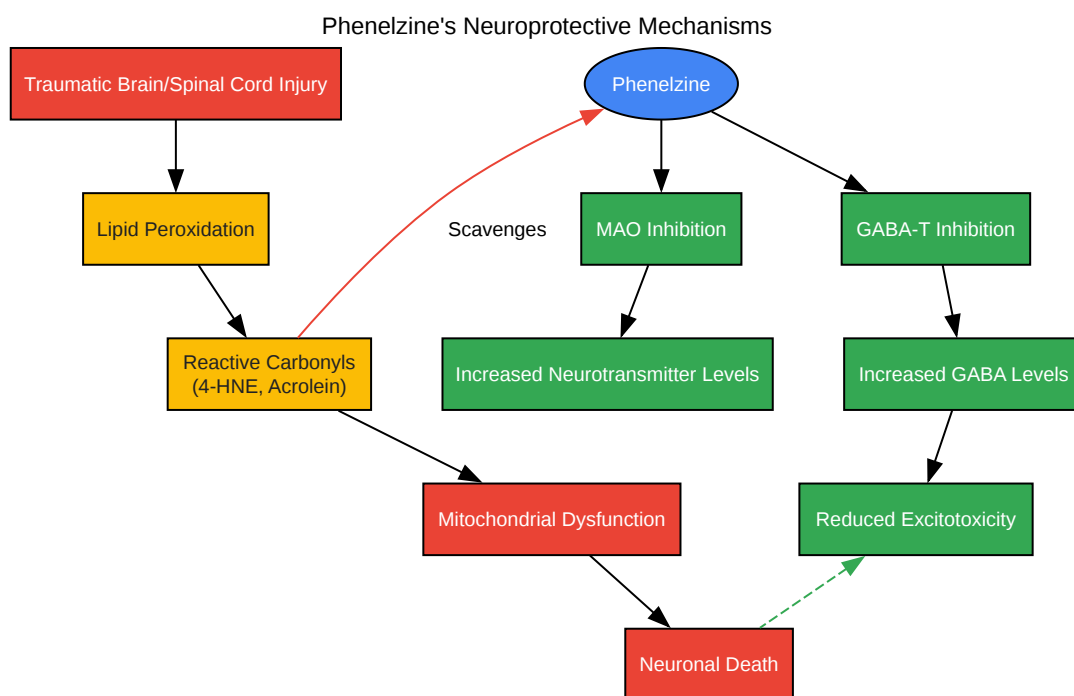 Phenelzine's Neuroprotective Mechanisms
Traumatic Brain/Spinal Cord Injury
Phenelzine
Lipid Peroxidation
Scavenges
MAO Inhibition
GABA-T Inhibition
Reactive Carbonyls
(4-HNE, Acrolein)
Increased Neurotransmitter Levels
Increased GABA Levels
Mitochondrial Dysfunction
Reduced Excitotoxicity
Neuronal Death